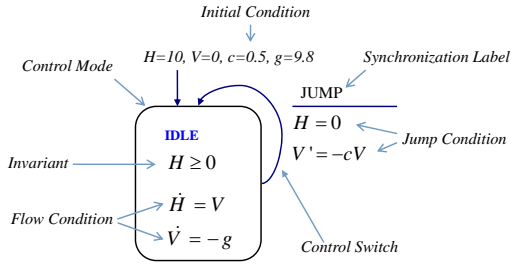 Initial Condition
H=10, V=0, c=0.5, g=9.8
Synchronization Label
Control Mode
JUMP
IDLE
H = 0
Jump Condition
V ' = −cV
Invariant
H ≥ 0
Ḣ = V
Flow Condition
V̇ = −g
Control Switch